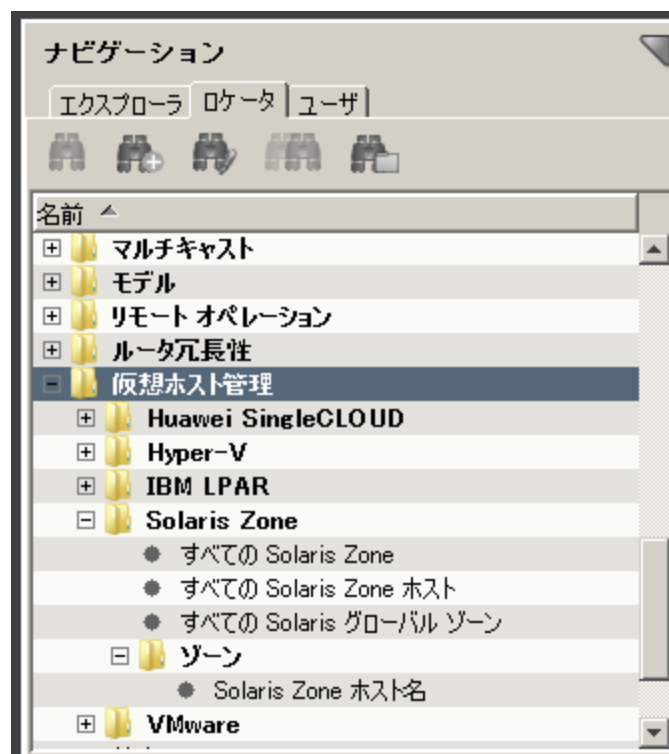 ナビゲーション
エクスプローラ ロケータ ユーザ
名前
マルチキャスト
モデル
リモート オペレーション
ルータ冗長性
仮想ホスト管理
Huawei SingleCLOUD
Hyper-V
IBM LPAR
Solaris Zone
すべての Solaris Zone
すべての Solaris Zone ホスト
すべての Solaris グローバル ゾーン
ゾーン
Solaris Zone ホスト名
VMware